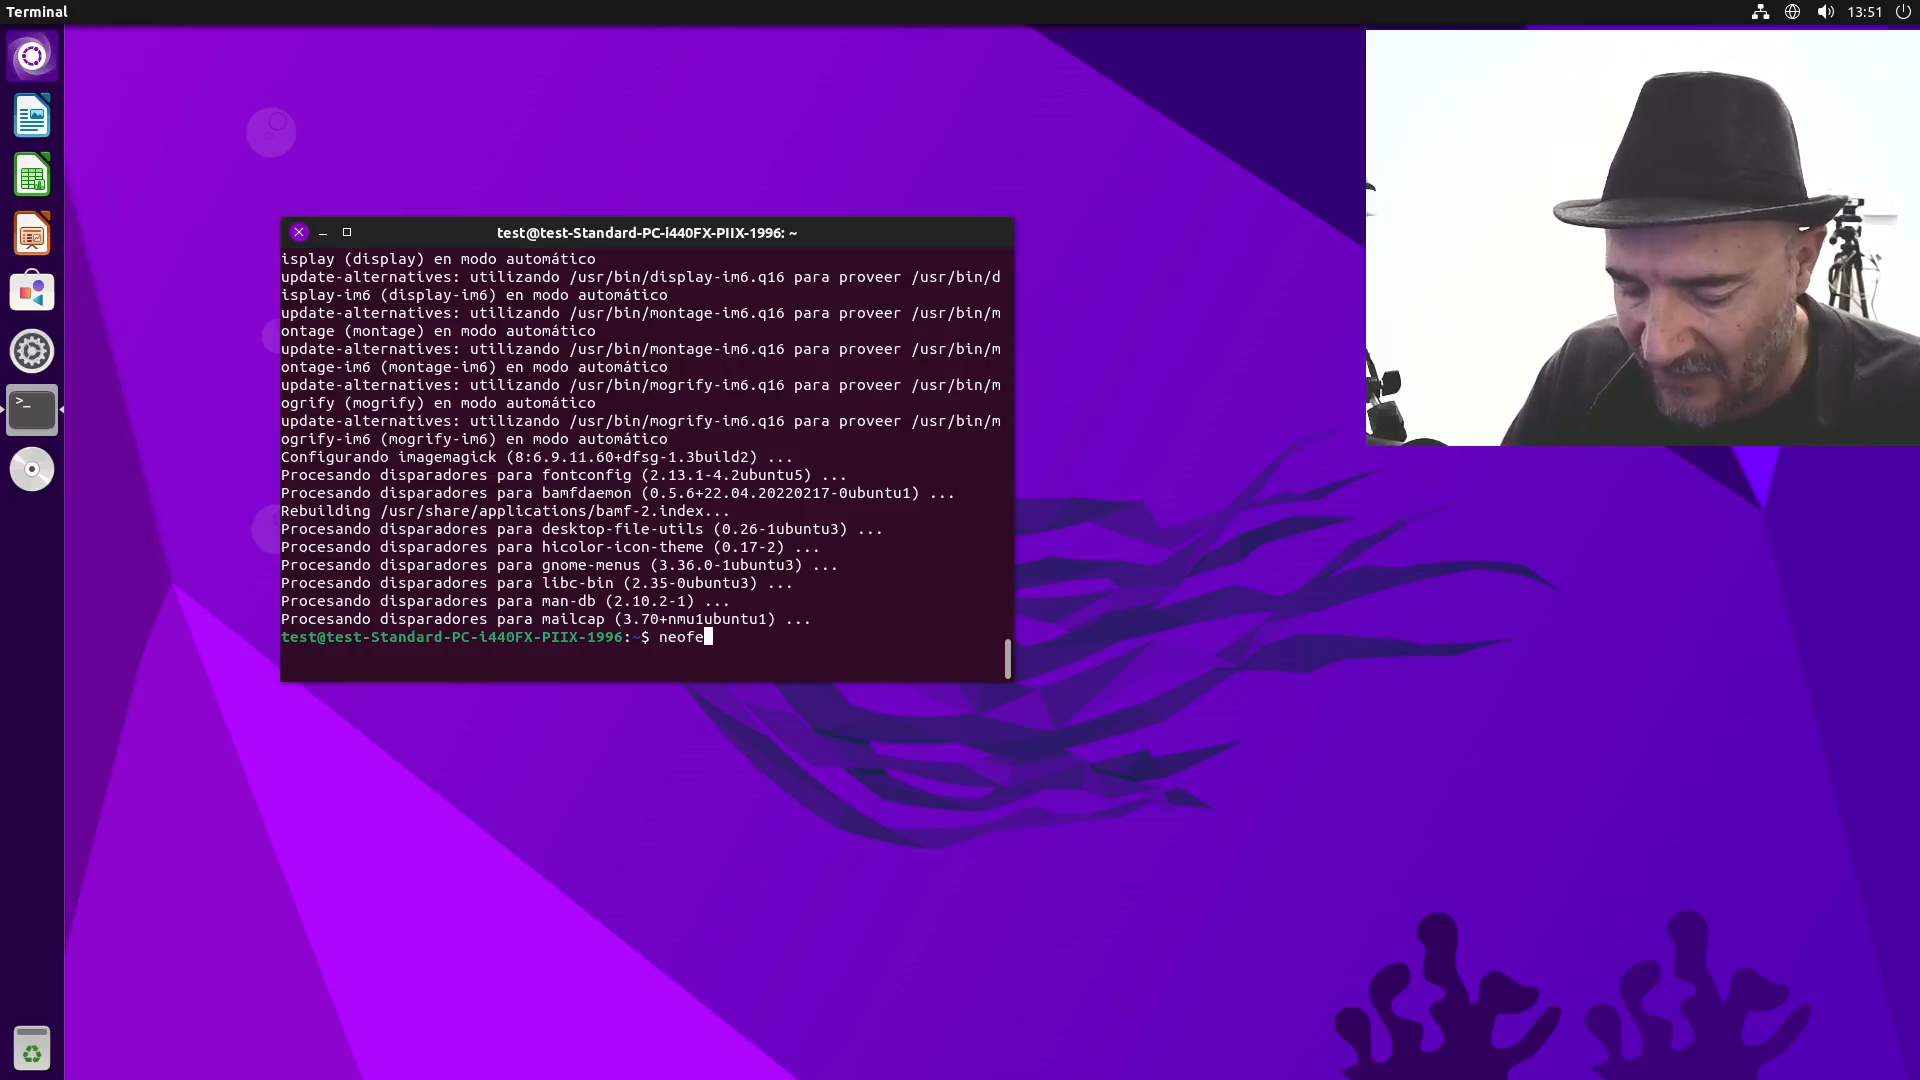 Terminal
13:51
test@test-Standard-PC-i440FX-PIIX-1996: ~
isplay (display) en modo automático
update-alternatives: utilizando /usr/bin/display-im6.q16 para proveer /usr/bin/d
isplay-im6 (display-im6) en modo automático
update-alternatives: utilizando /usr/bin/montage-im6.q16 para proveer /usr/bin/m
ontage (montage) en modo automático
update-alternatives: utilizando /usr/bin/montage-im6.q16 para proveer /usr/bin/m
ontage-im6 (montage-im6) en modo automático
update-alternatives: utilizando /usr/bin/mogrify-im6.q16 para proveer /usr/bin/m
ogrify (mogrify) en modo automático
update-alternatives: utilizando /usr/bin/mogrify-im6.q16 para proveer /usr/bin/m
ogrify-im6 (mogrify-im6) en modo automático
Configurando imagemagick (8:6.9.11.60+dfsg-1.3build2) ...
Procesando disparadores para fontconfig (2.13.1-4.2ubuntu5) ...
Procesando disparadores para bamfdaemon (0.5.6+22.04.20220217-0ubuntu1) ...
Rebuilding /usr/share/applications/bamf-2.index...
Procesando disparadores para desktop-file-utils (0.26-1ubuntu3) ...
Procesando disparadores para hicolor-icon-theme (0.17-2) ...
Procesando disparadores para gnome-menus (3.36.0-1ubuntu3) ...
Procesando disparadores para libc-bin (2.35-0ubuntu3) ...
Procesando disparadores para man-db (2.10.2-1) ...
Procesando disparadores para mailcap (3.70+nmu1ubuntu1) ...
test@test-Standard-PC-i440FX-PIIX-1996:~$ neofe